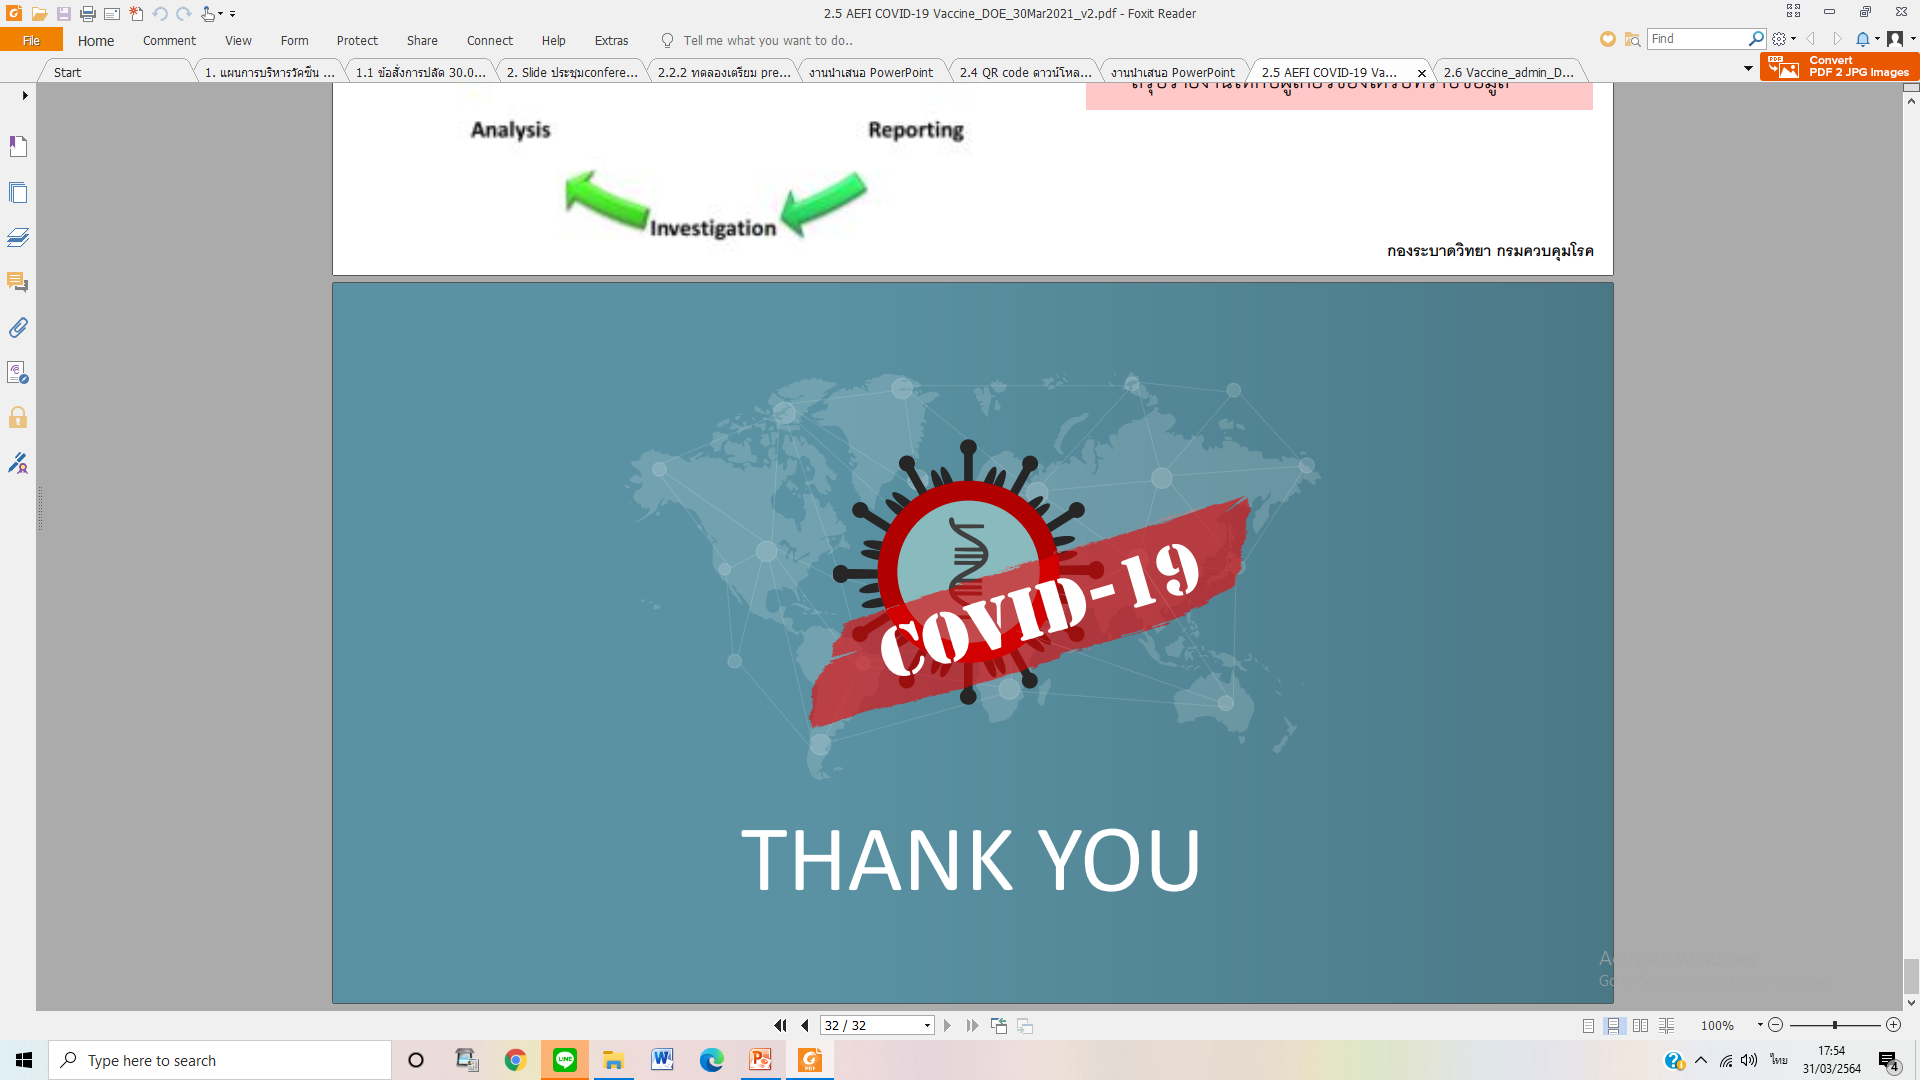 2.5 AEFI COVID-19 Vaccine_DOE_30Mar2021_v2.pdf - Foxit Reader
File Home Comment View Form Protect Share Connect Help Extras Tell me what you want to do.. Find
Start 1. แผนการบริหารวัคซีน ... 1.1 ข้อสั่งการปลัด 30.0... 2. Slide ประชุมconfere... 2.2.2 ทดลองเตรียม pre... งานนำเสนอ PowerPoint 2.4 QR code ดาวน์โหล... งานนำเสนอ PowerPoint 2.5 AEFI COVID-19 Va... 2.6 Vaccine_admin_D...
Convert
PDF 2 JPG Images
Analysis Reporting
Investigation
กองระบาดวิทยา กรมควบคุมโรค
COVID-19
THANK YOU
32 / 32 100%
Type here to search
LINE
ไทย
17:54
31/03/2564
4